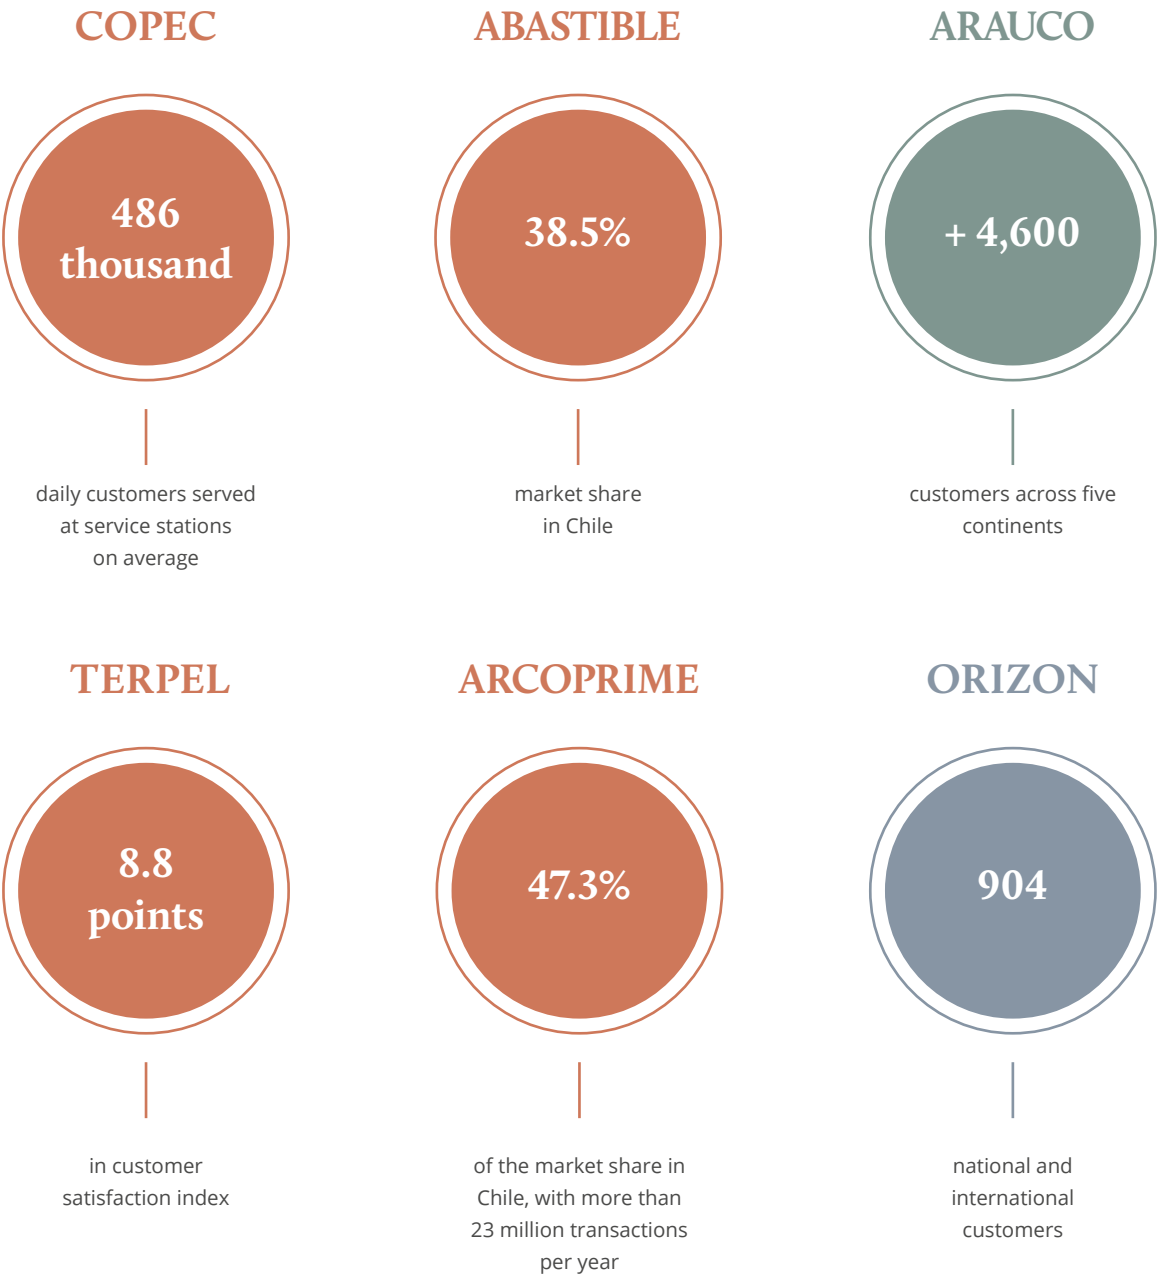 COPEC
486
thousand
daily customers served
at service stations
on average
ABASTIBLE
38.5%
market share
in Chile
ARAUCO
+ 4,600
customers across five
continents
TERPEL
8.8
points
in customer
satisfaction index
ARCOPRIME
47.3%
of the market share in
Chile, with more than
23 million transactions
per year
ORIZON
904
national and
international
customers